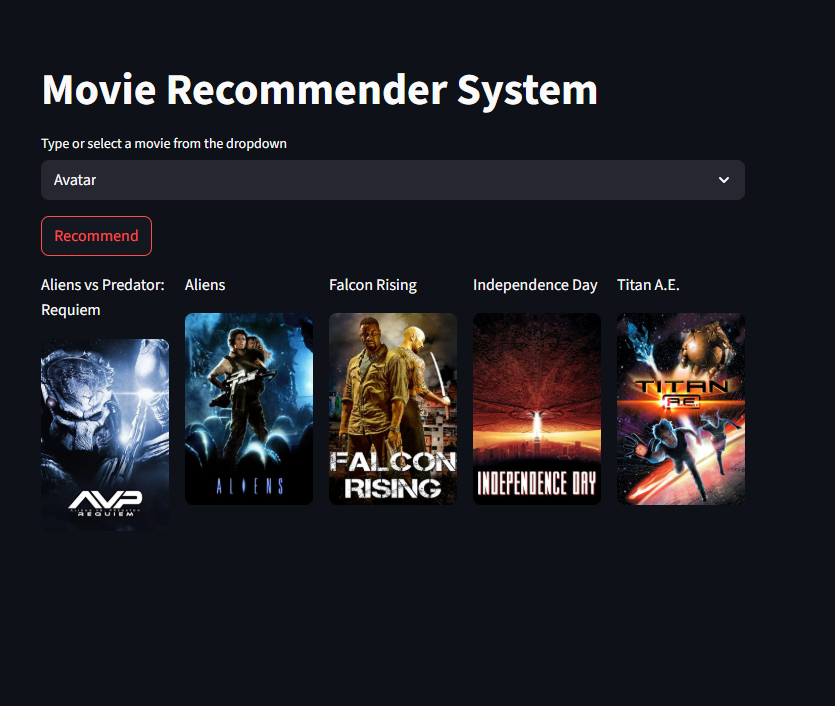 Movie Recommender System
Type or select a movie from the dropdown
Avatar
Recommend
Aliens vs Predator:
Requiem
Aliens
Falcon Rising
Independence Day
Titan A.E.
AVP
REQUIEM
ALIENS
FALCON
RISING
INDEPENDENCE DAY
TITAN
A.E.